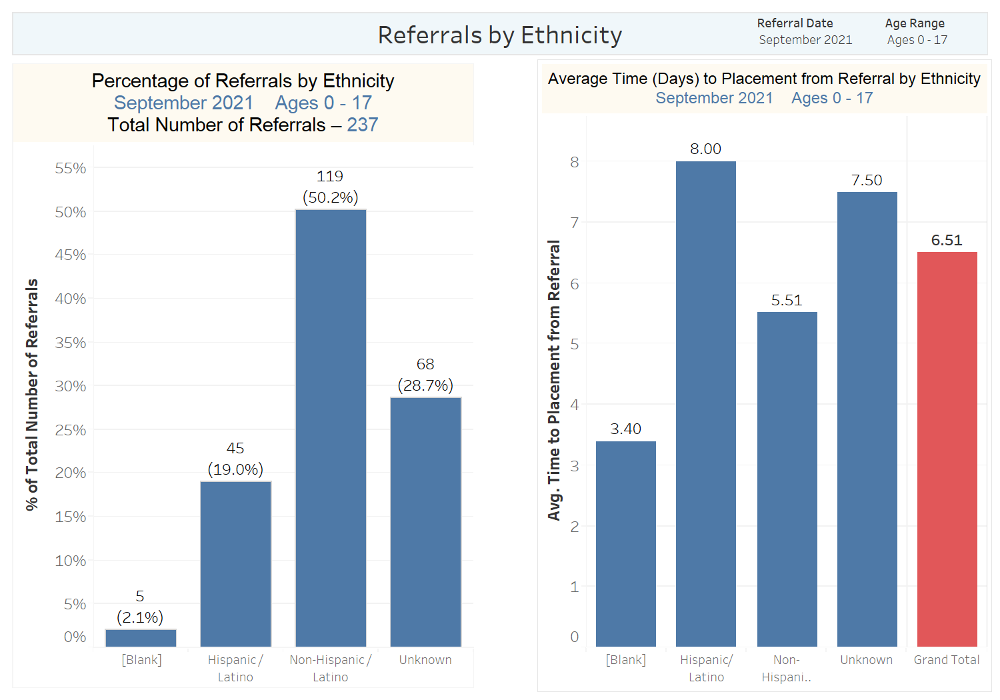 Referrals by Ethnicity
Referral Date
September 2021
Age Range
Ages 0 - 17
Percentage of Referrals by Ethnicity
September 2021 Ages 0 - 17
Total Number of Referrals – 237
% of Total Number of Referrals
55%
50%
45%
40%
35%
30%
25%
20%
15%
10%
5%
0%
5
(2.1%)
45
(19.0%)
119
(50.2%)
68
(28.7%)
[Blank]
Hispanic/
Latino
Non-Hispanic/
Latino
Unknown
Average Time (Days) to Placement from Referral by Ethnicity
September 2021 Ages 0 - 17
Avg. Time to Placement from Referral
8
7
6
5
4
3
2
1
0
3.40
8.00
5.51
7.50
6.51
[Blank]
Hispanic/
Latino
Non-
Hispani..
Unknown
Grand Total